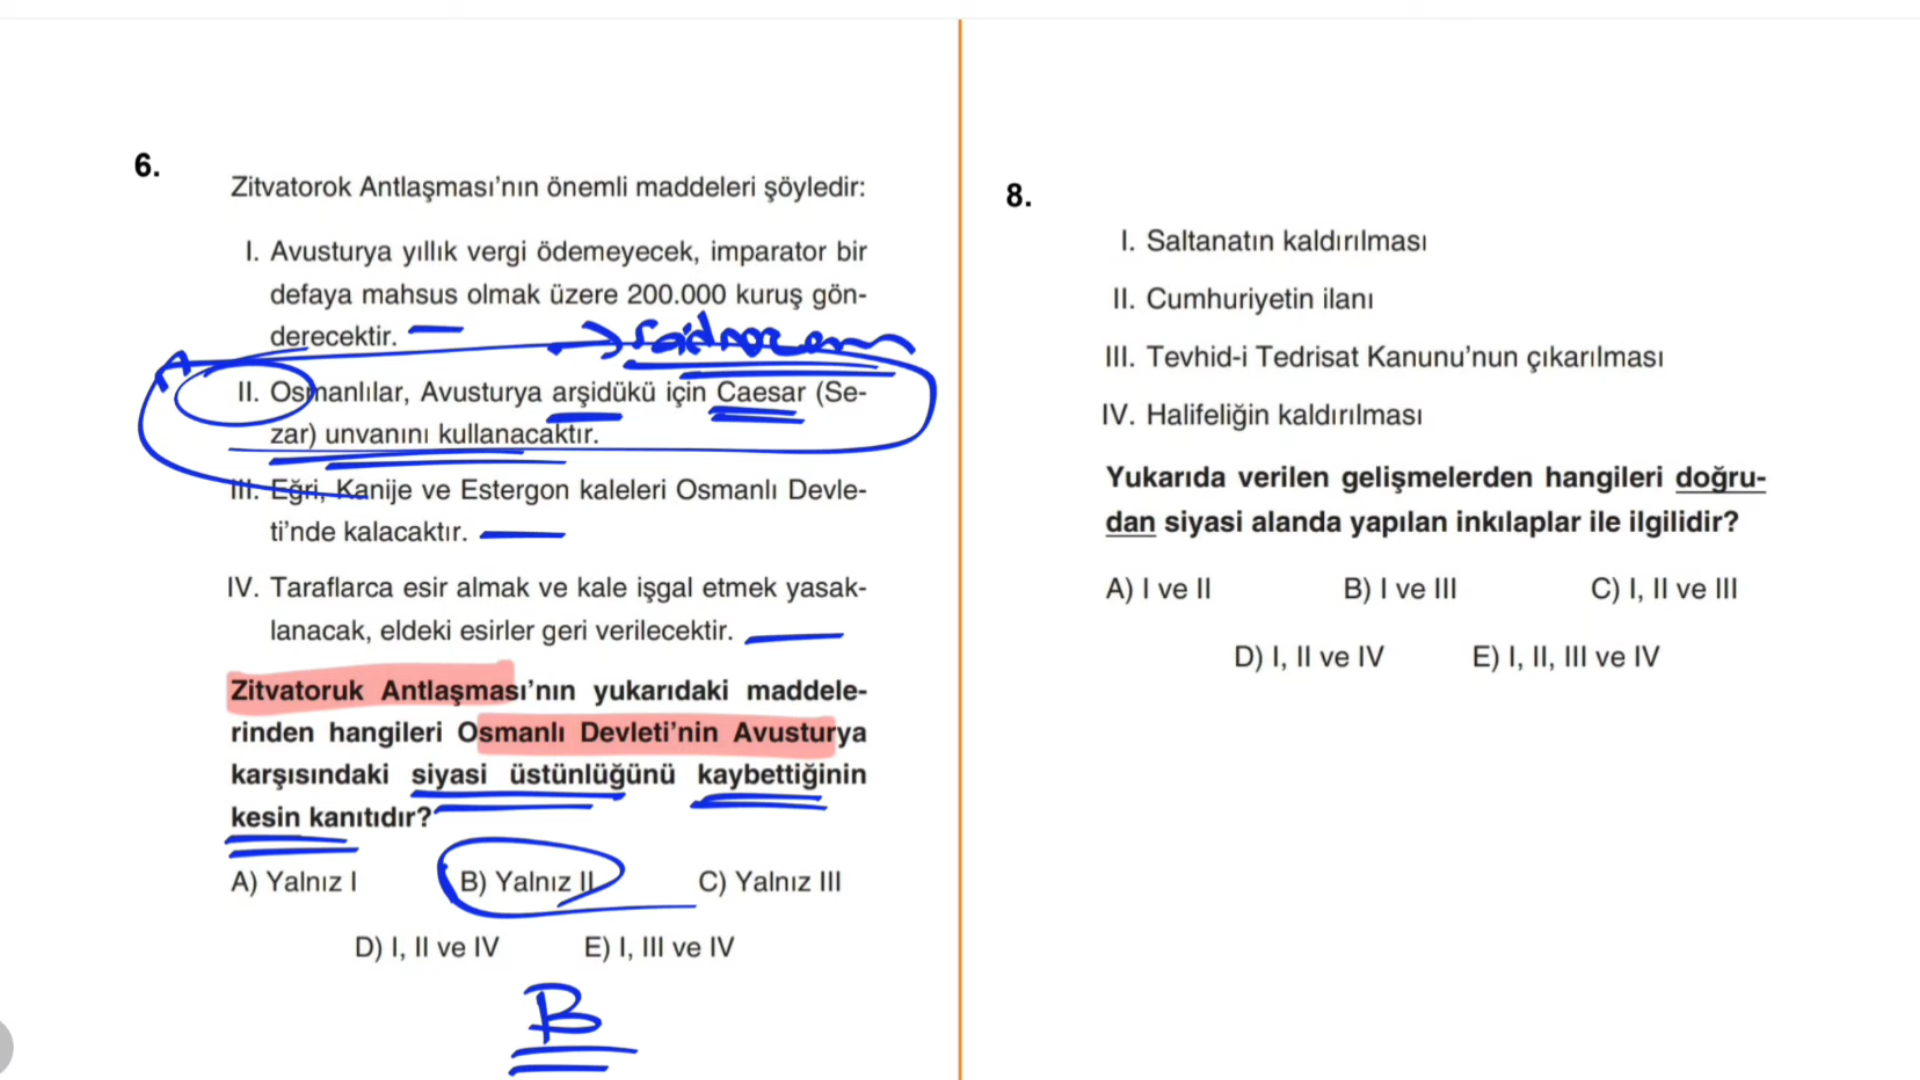 6.
Zitvatorok Antlaşması'nın önemli maddeleri şöyledir:
I. Avusturya yıllık vergi ödemeyecek, imparator bir
defaya mahsus olmak üzere 200.000 kuruş gön-
derecektir.
II. Osmanlılar, Avusturya arşidükü için Caesar (Se-
zar) unvanını kullanacaktır.
III. Eğri, Kanije ve Estergon kaleleri Osmanlı Devle-
ti'nde kalacaktır.
IV. Taraflarca esir almak ve kale işgal etmek yasak-
lanacak, eldeki esirler geri verilecektir.
Zitvatoruk Antlaşması'nın yukarıdaki maddele-
rinden hangileri Osmanlı Devleti'nin Avusturya
karşısındaki siyasi üstünlüğünü kaybettiğinin
kesin kanıtıdır?
A) Yalnız I B) Yalnız II C) Yalnız III
D) I, II ve IV E) I, III ve IV
B
8.
I. Saltanatın kaldırılması
II. Cumhuriyetin ilanı
III. Tevhid-i Tedrisat Kanunu'nun çıkarılması
IV. Halifeliğin kaldırılması
Yukarıda verilen gelişmelerden hangileri doğru-
dan siyasi alanda yapılan inkılaplar ile ilgilidir?
A) I ve II B) I ve III C) I, II ve III
D) I, II ve IV E) I, II, III ve IV